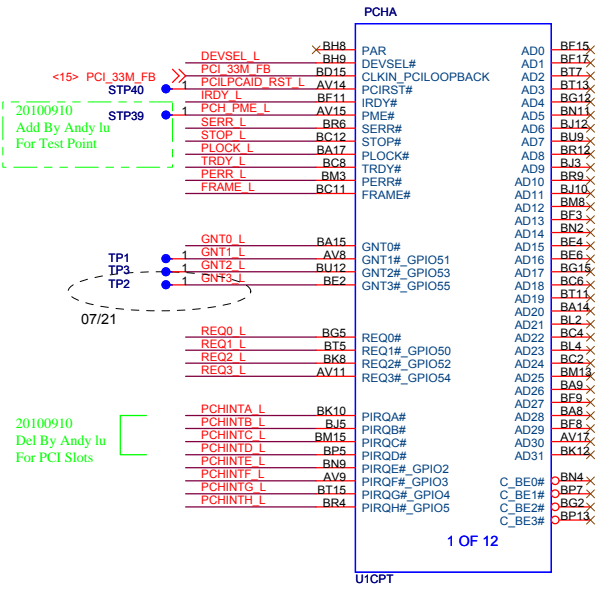 PCHA
BH8 PAR AD0 BF15
DEVSEL_L BH9 DEVSEL# AD1 BF17
<15> PCI_33M_FB PCI_33M_FB BD15 CLKIN_PCILOOPBACK AD2 BT7
STP40 1 PCILPCAID_RST_L AV14 PCIRST# AD3 BT13
IRDY_L BF11 IRDY# AD4 BG12
STP39 1 PCH_PME_L AV15 PME# AD5 BN11
SERR_L BR6 SERR# AD6 BJ12
STOP_L BC12 STOP# AD7 BU9
PLOCK_L BA17 PLOCK# AD8 BR12
TRDY_L BC8 TRDY# AD9 BJ3
PERR_L BM3 PERR# AD10 BR9
FRAME_L BC11 FRAME# AD11 BJ10
20100910
Add By Andy lu
For Test Point
AD12 BM8
AD13 BF3
AD14 BN2
GNT0_L BA15 GNT0# AD15 BE4
TP1 1 GNT1_L AV8 GNT1#_GPIO51 AD16 BE6
TP3 1 GNT2_L BU12 GNT2#_GPIO53 AD17 BG15
TP2 1 GNT3_L BE2 GNT3#_GPIO55 AD18 BC6
07/21
AD19 BT11
AD20 BA14
AD21 BL2
REQ0_L BG5 REQ0# AD22 BC4
REQ1_L BT5 REQ1#_GPIO50 AD23 BL4
REQ2_L BK8 REQ2#_GPIO52 AD24 BC2
REQ3_L AV11 REQ3#_GPIO54 AD25 BM13
AD26 BA9
AD27 BF9
PCHINTA_L BK10 PIRQA# AD28 BA8
PCHINTB_L BJ5 PIRQB# AD29 BF8
PCHINTC_L BM15 PIRQC# AD30 AV17
PCHINTD_L BP5 PIRQD# AD31 BK12
PCHINTE_L BN9 PIRQE#_GPIO2
PCHINTF_L AV9 PIRQF#_GPIO3 C_BE0# BN4
PCHINTG_L BT15 PIRQG#_GPIO4 C_BE1# BP7
PCHINTH_L BR4 PIRQH#_GPIO5 C_BE2# BG2
C_BE3# BP13
20100910
Del By Andy lu
For PCI Slots
1 OF 12
U1CPT